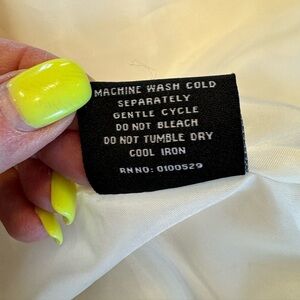 MACHINE WASH COLD
SEPARATELY
GENTLE CYCLE
DO NOT BLEACH
DO NOT TUMBLE DRY
COOL IRON
RN NO: 0100529